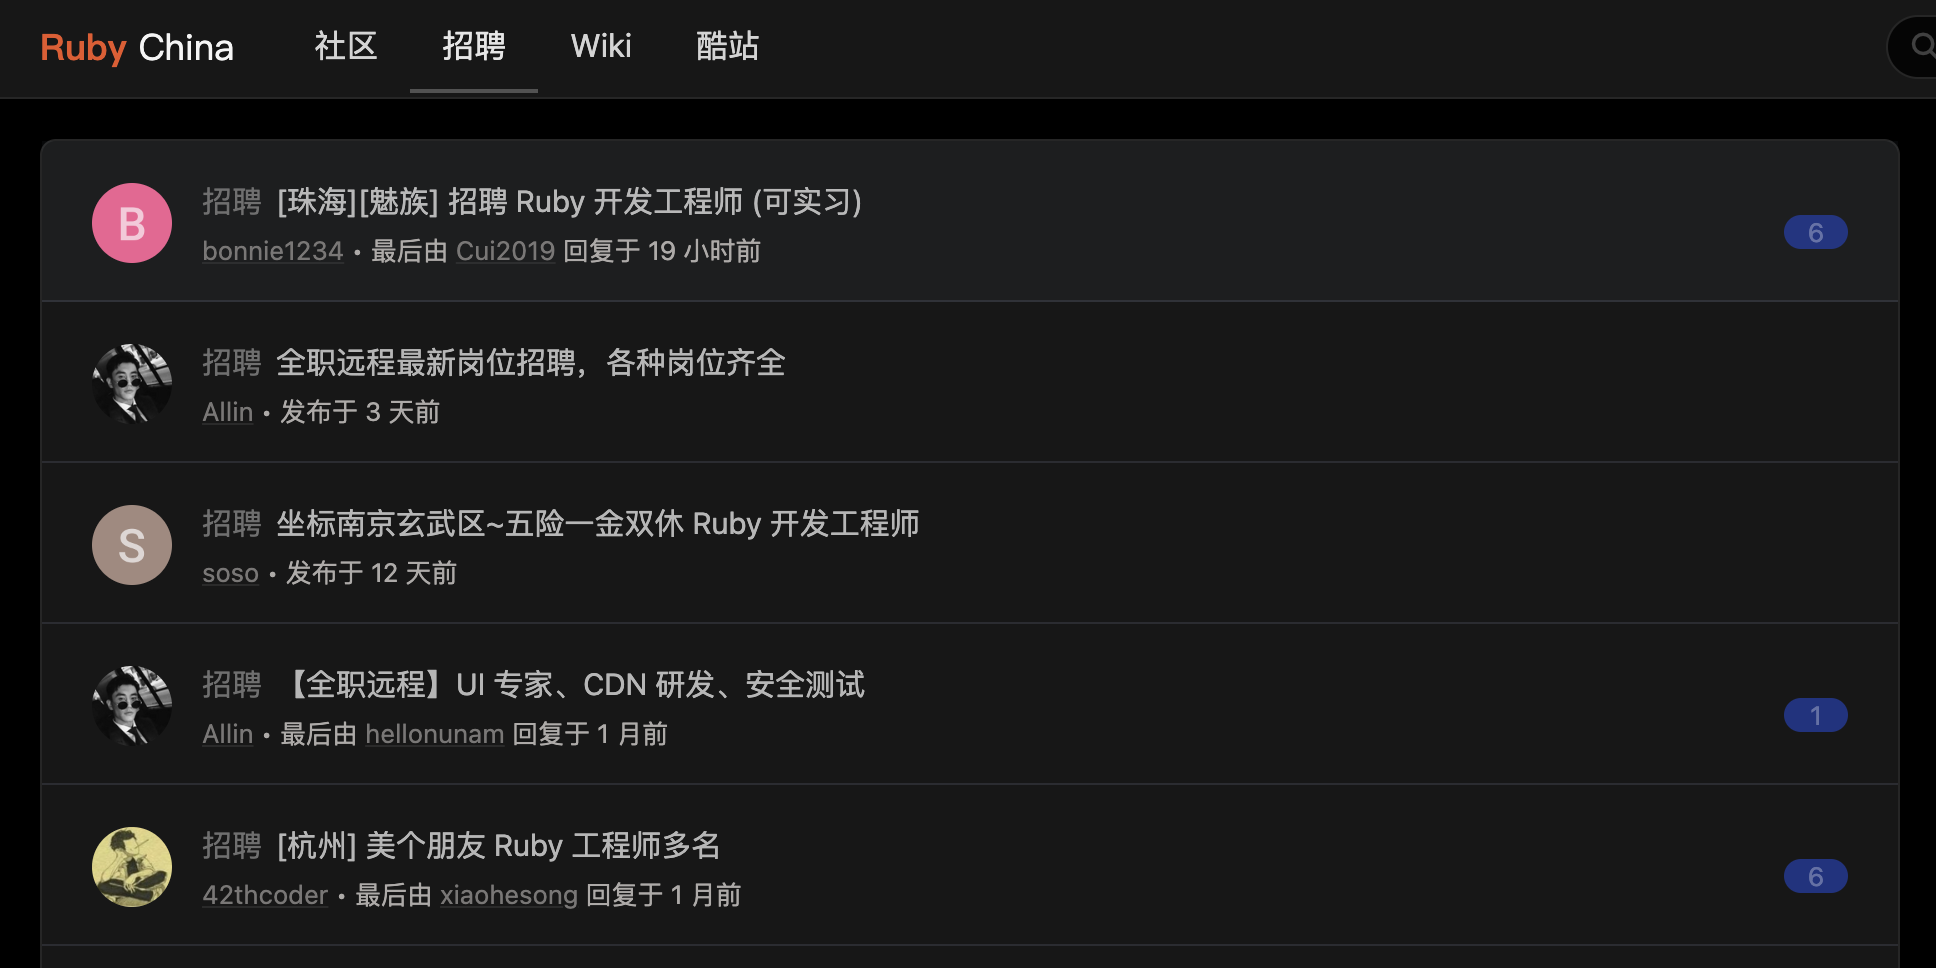 Ruby China 社区 招聘 Wiki 酷站
B
招聘 [珠海][魅族] 招聘 Ruby 开发工程师 (可实习)
bonnie1234 • 最后由 Cui2019 回复于 19 小时前
6
招聘 全职远程最新岗位招聘，各种岗位齐全
Allin • 发布于 3 天前
S
招聘 坐标南京玄武区~五险一金双休 Ruby 开发工程师
soso • 发布于 12 天前
招聘 【全职远程】UI 专家、CDN 研发、安全测试
Allin • 最后由 hellonunam 回复于 1 月前
1
招聘 [杭州] 美个朋友 Ruby 工程师多名
42thcoder • 最后由 xiaohesong 回复于 1 月前
6